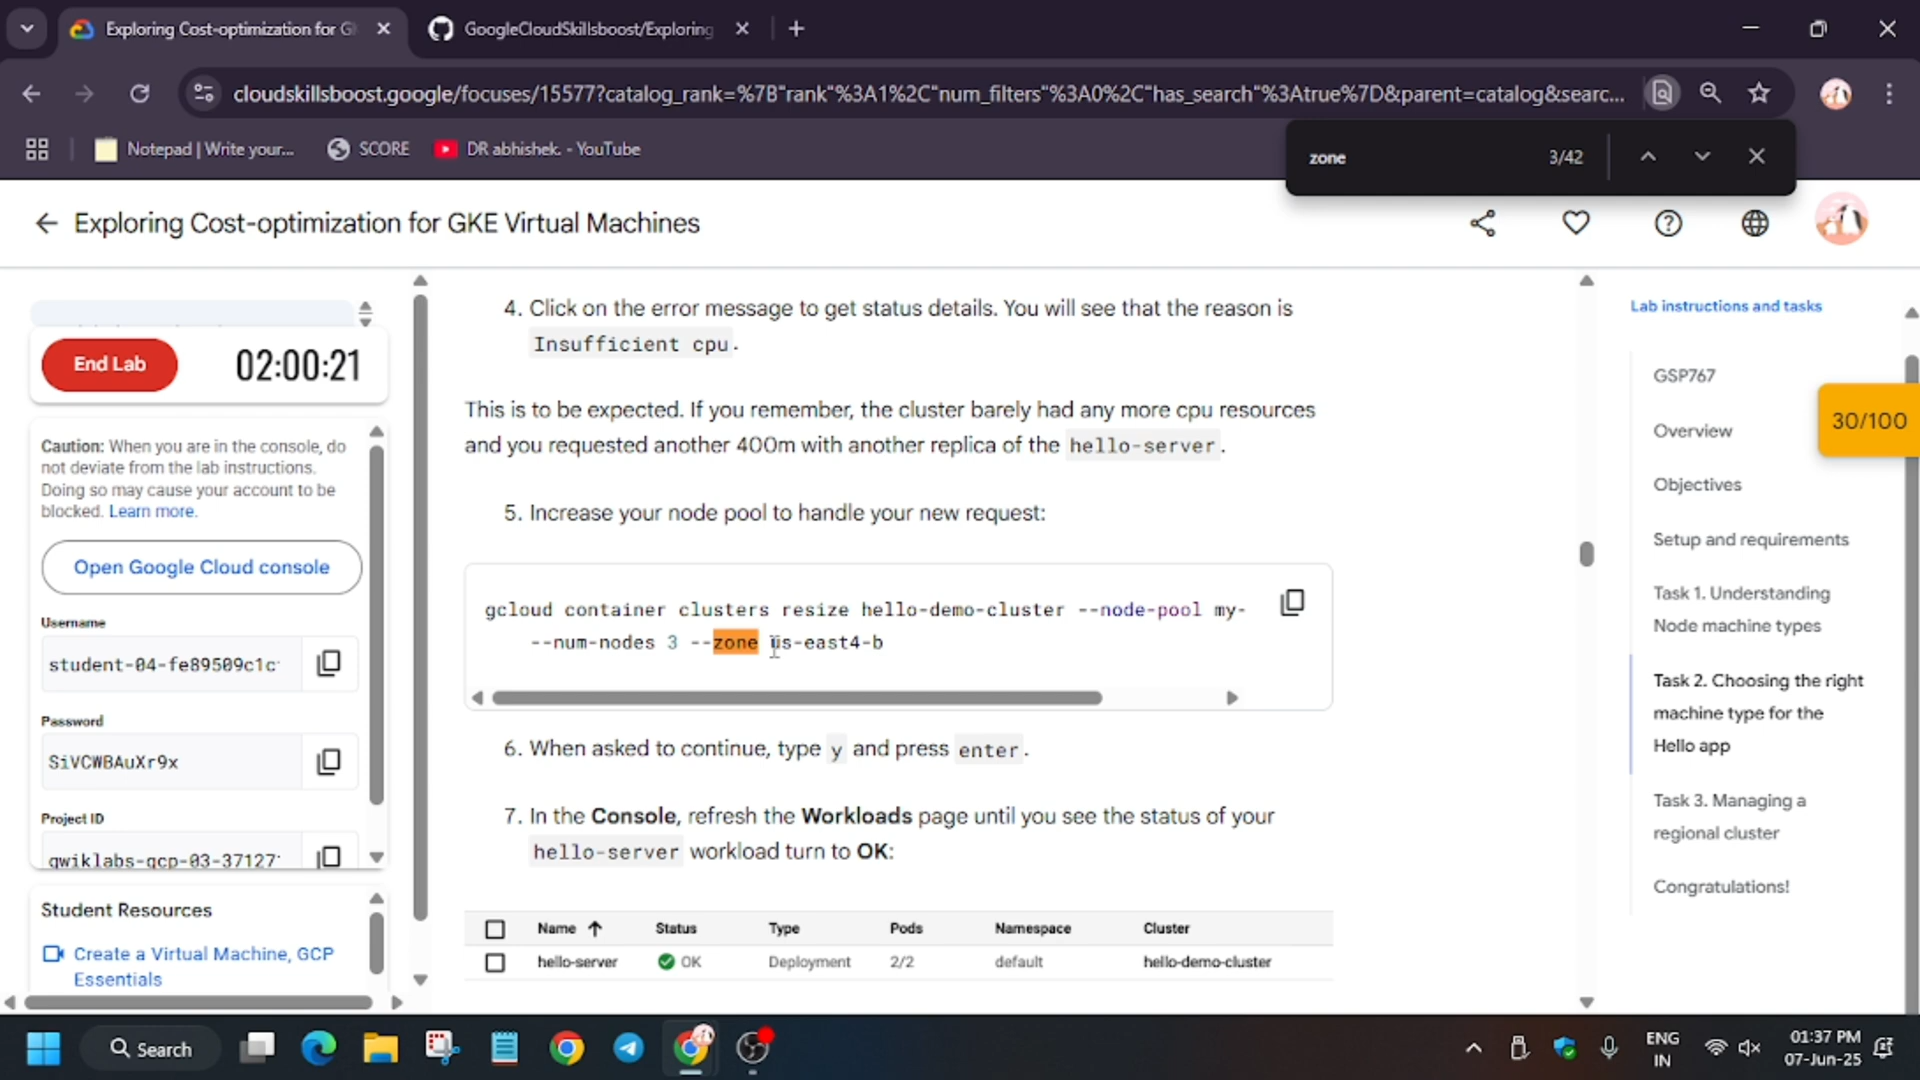 Exploring Cost-optimization for G
GoogleCloudSkillsboost/Exploring
cloudskillsboost.google/focuses/15577?catalog_rank=%7B"rank"%3A1%2C"num_filters"%3A0%2C"has_search"%3Atrue%7D&parent=catalog&searc...
Notepad | Write your...
SCORE
DR abhishek. - YouTube
zone
3/42
Exploring Cost-optimization for GKE Virtual Machines
End Lab
02:00:21
Caution: When you are in the console, do
not deviate from the lab instructions.
Doing so may cause your account to be
blocked. Learn more.
Open Google Cloud console
Username
student-04-fe89509c1c
Password
SiVCWBAuXr9x
Project ID
qwiklabs-gcp-03-37127
Student Resources
Create a Virtual Machine, GCP
Essentials
4. Click on the error message to get status details. You will see that the reason is
Insufficient cpu.
This is to be expected. If you remember, the cluster barely had any more cpu resources
and you requested another 400m with another replica of the hello-server.
5. Increase your node pool to handle your new request:
gcloud container clusters resize hello-demo-cluster --node-pool my-
--num-nodes 3 --zone us-east4-b
6. When asked to continue, type y and press enter.
7. In the Console, refresh the Workloads page until you see the status of your
hello-server workload turn to OK:
Name Status Type Pods Namespace Cluster
hello-server OK Deployment 2/2 default hello-demo-cluster
Lab instructions and tasks
GSP767
Overview
Objectives
Setup and requirements
Task 1. Understanding
Node machine types
Task 2. Choosing the right
machine type for the
Hello app
Task 3. Managing a
regional cluster
Congratulations!
30/100
Search
ENG
IN
01:37 PM
07-Jun-25